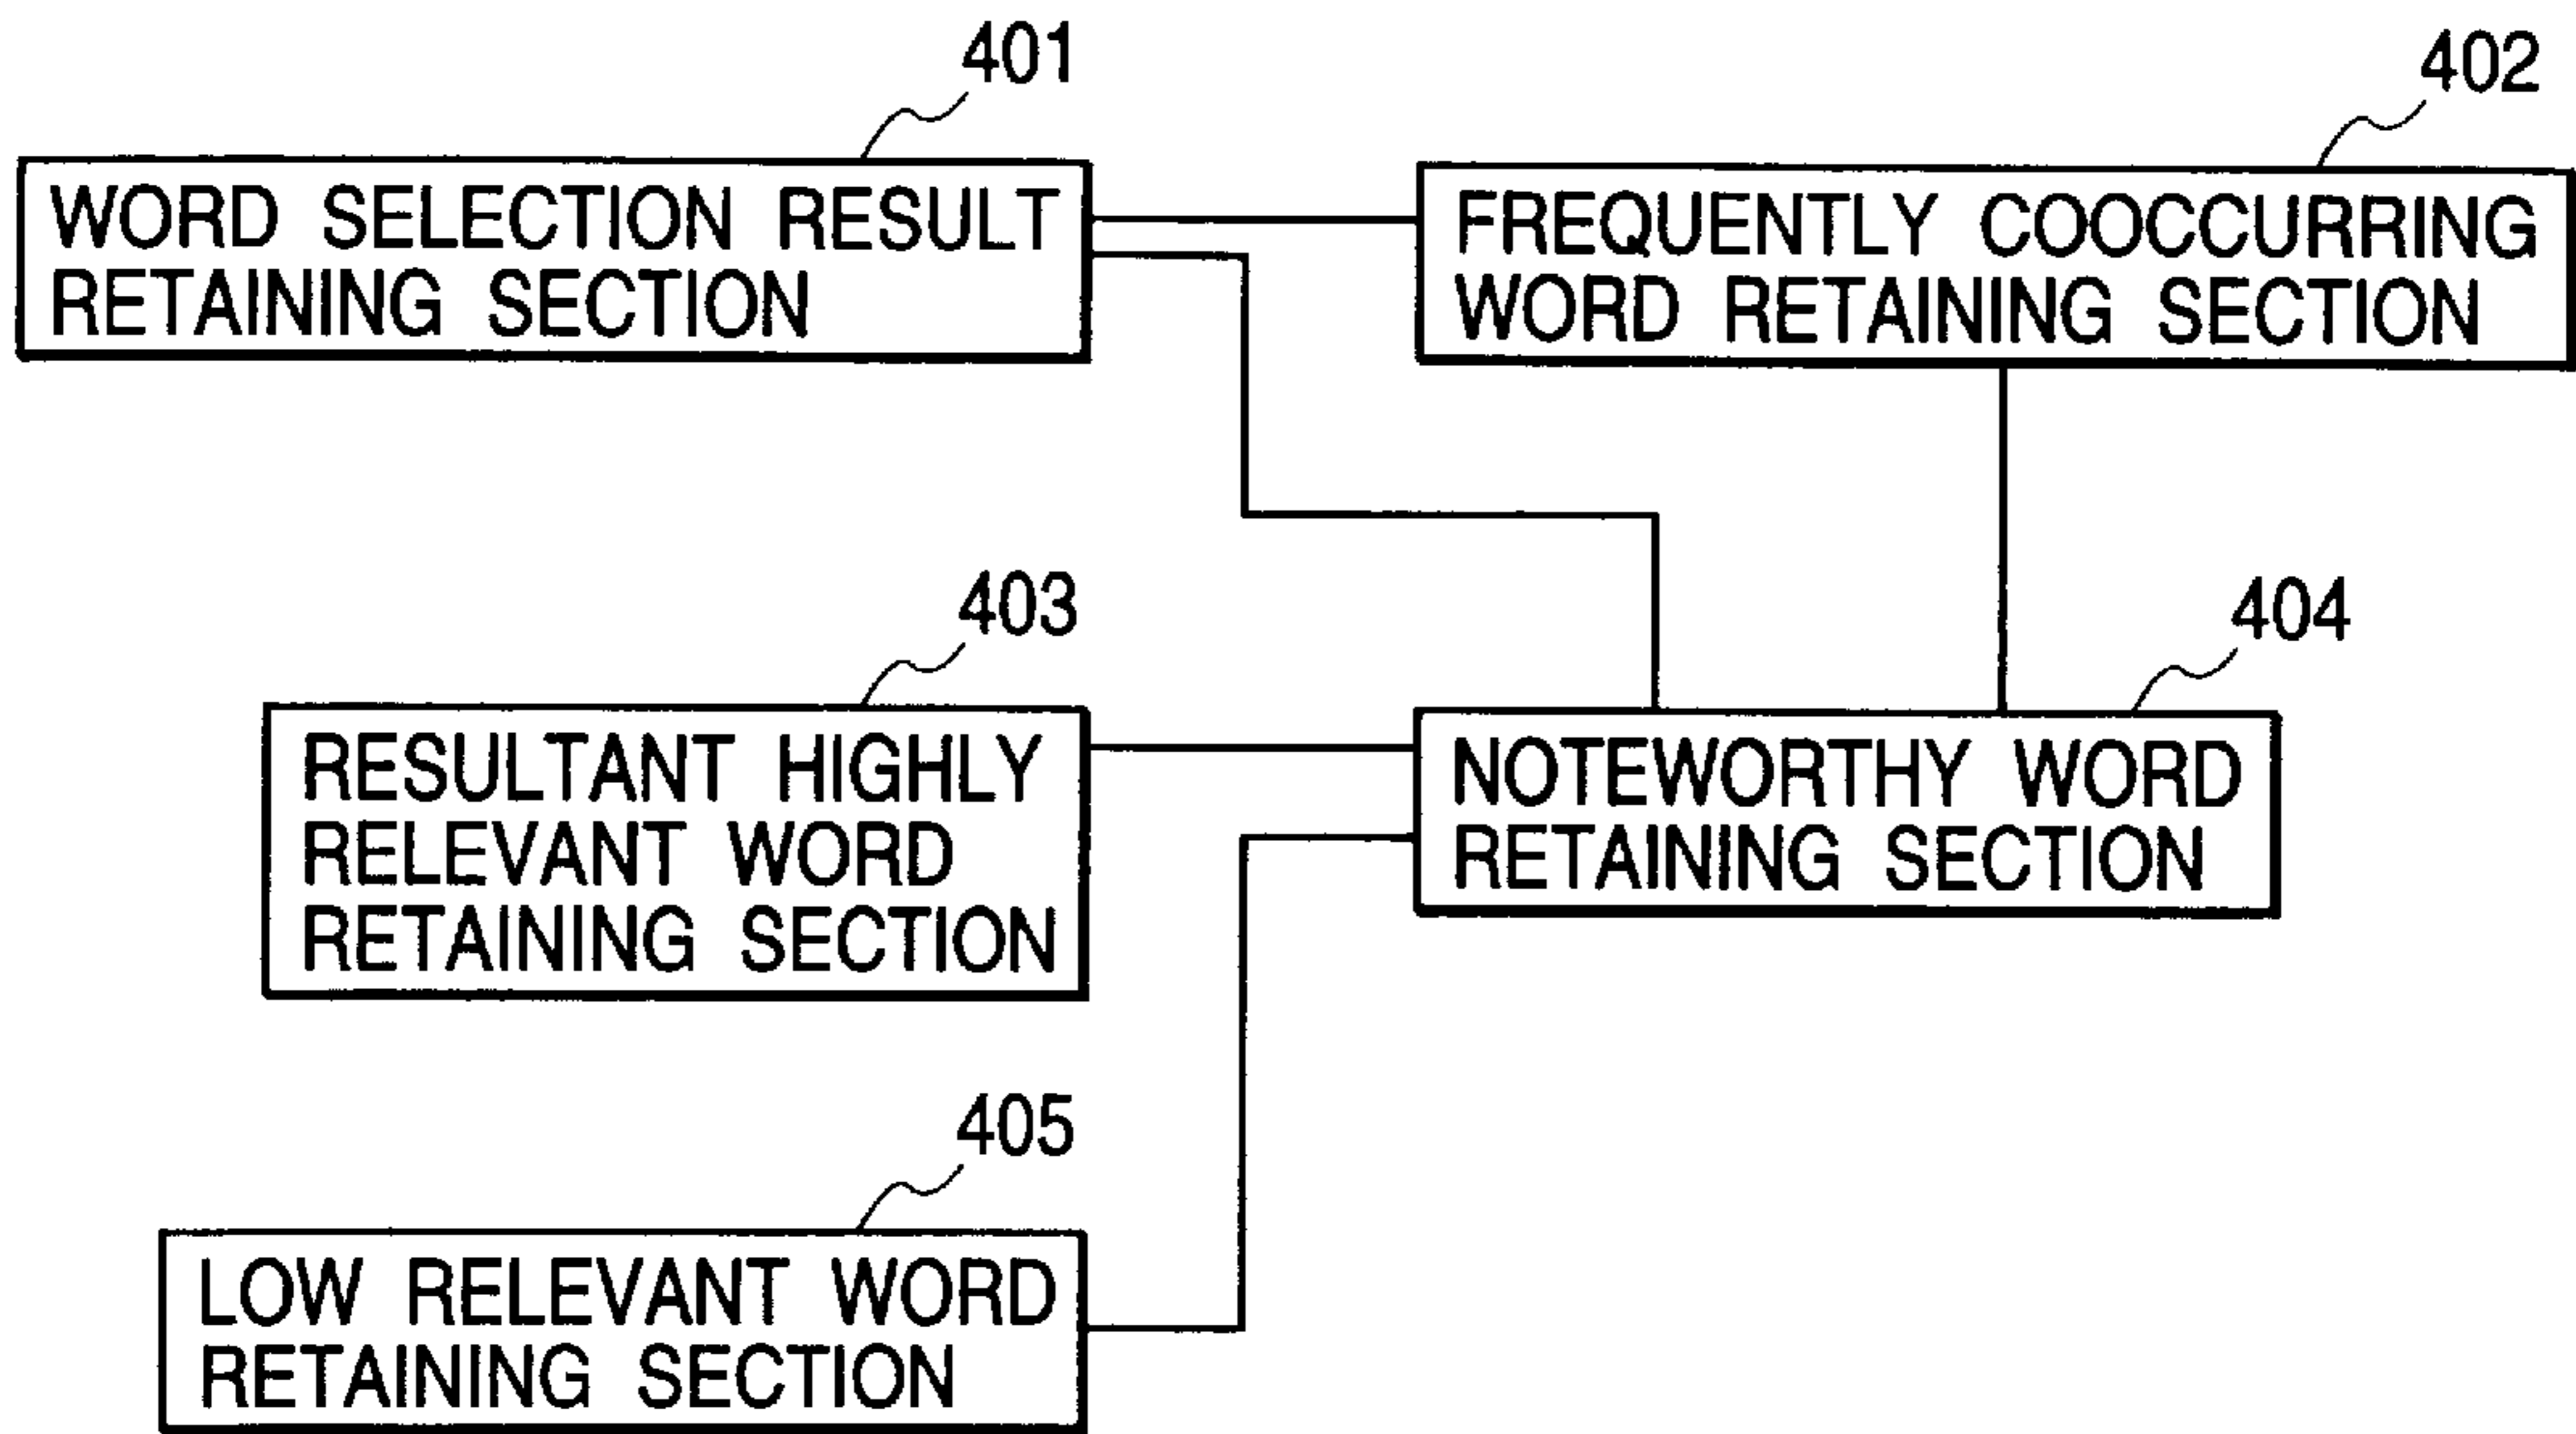 401
WORD SELECTION RESULT
RETAINING SECTION
402
FREQUENTLY COOCCURRING
WORD RETAINING SECTION
403
RESULTANT HIGHLY
RELEVANT WORD
RETAINING SECTION
404
NOTEWORTHY WORD
RETAINING SECTION
405
LOW RELEVANT WORD
RETAINING SECTION